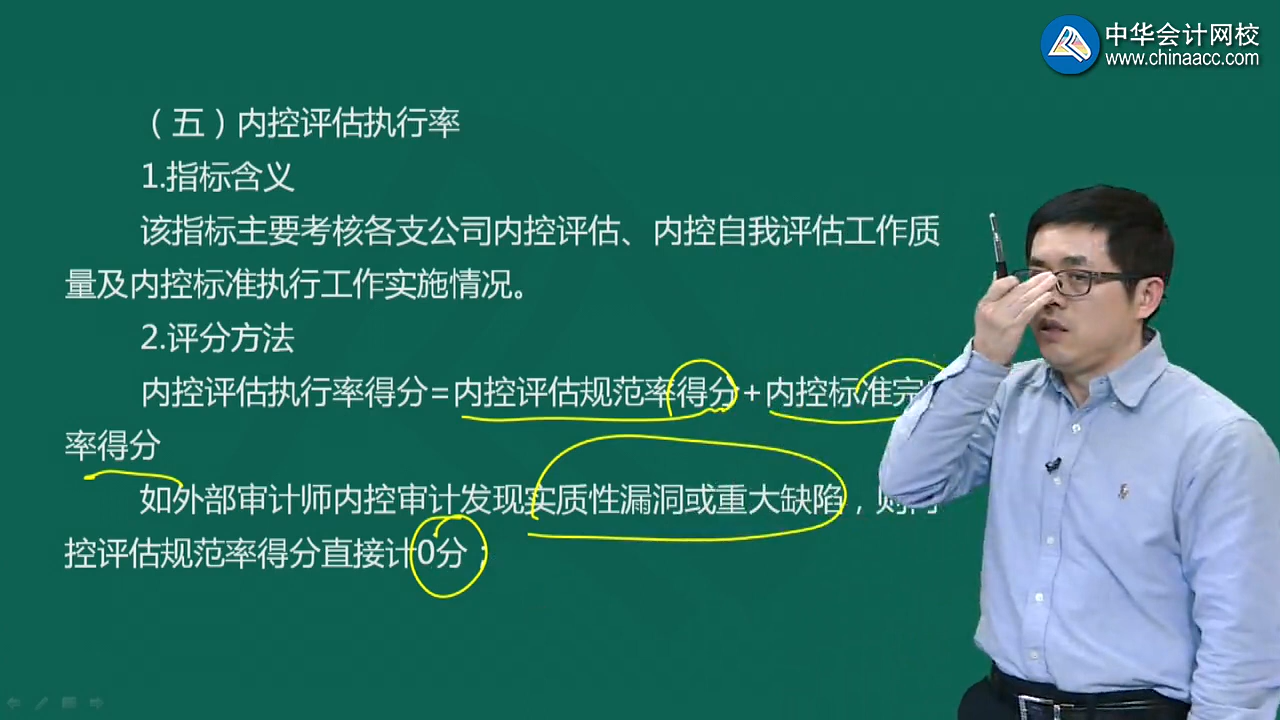 中华会计网校
www.chinaacc.com
（五）内控评估执行率
1.指标含义
该指标主要考核各支公司内控评估、内控自我评估工作质
量及内控标准执行工作实施情况。
2.评分方法
内控评估执行率得分=内控评估规范率得分+内控标准完
率得分
如外部审计师内控审计发现实质性漏洞或重大缺陷，则内
控评估规范率得分直接计0分；